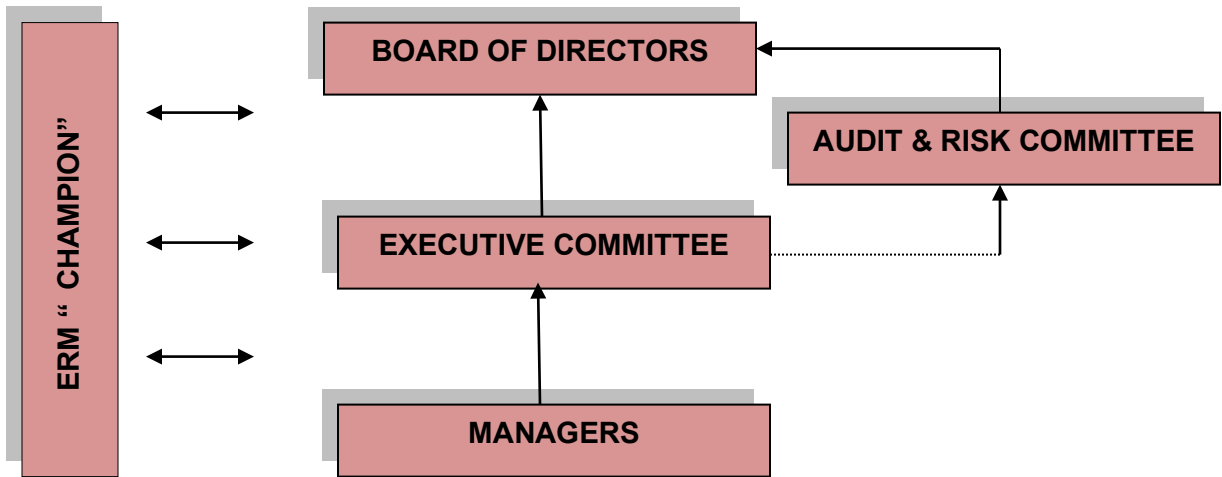 BOARD OF DIRECTORS
AUDIT & RISK COMMITTEE
EXECUTIVE COMMITTEE
MANAGERS
ERM “ CHAMPION”